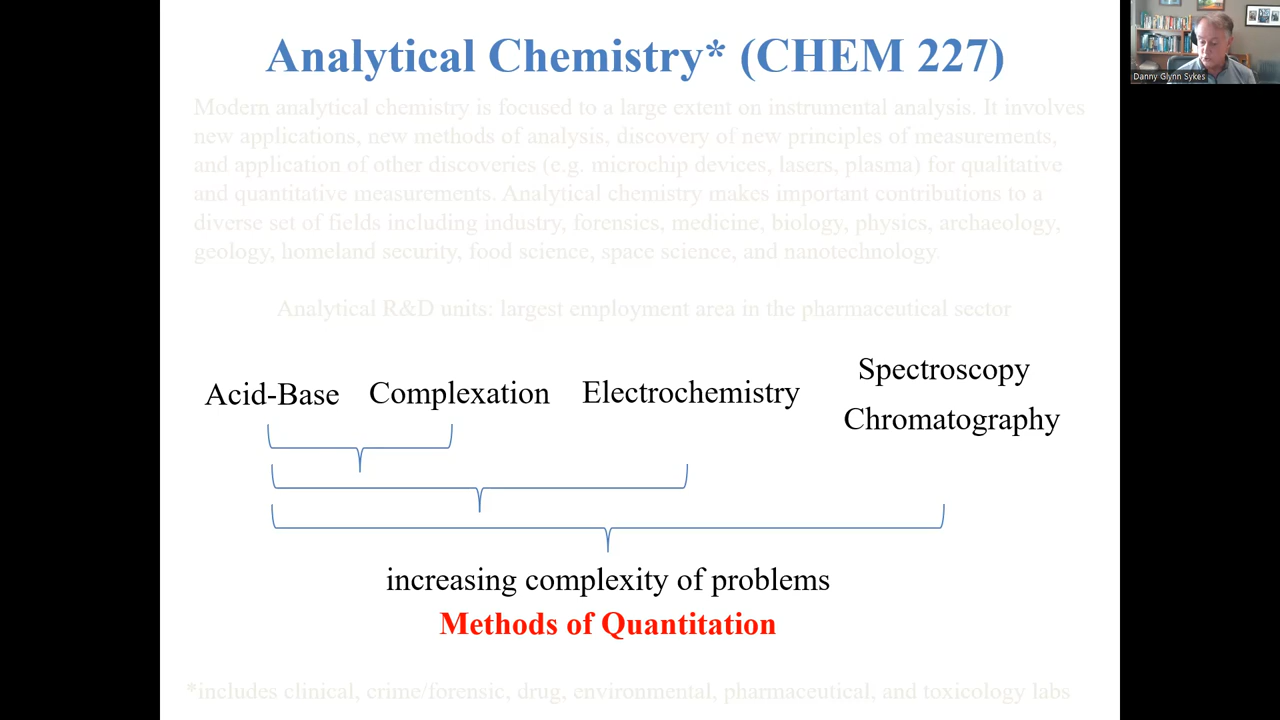 Analytical Chemistry* (CHEM 227)
Danny Glynn Sykes
Modern analytical chemistry is focused to a large extent on instrumental analysis. It involves
new applications, new methods of analysis, discovery of new principles of measurements,
and application of other discoveries (e.g. microchip devices, lasers, plasma) for qualitative
and quantitative measurements. Analytical chemistry makes important contributions to a
diverse set of fields including industry, forensics, medicine, biology, physics, archaeology,
geology, homeland security, food science, space science, and nanotechnology.
Analytical R&D units: largest employment area in the pharmaceutical sector
Acid-Base Complexation Electrochemistry
Spectroscopy
Chromatography
increasing complexity of problems
Methods of Quantitation
*includes clinical, crime/forensic, drug, environmental, pharmaceutical, and toxicology labs